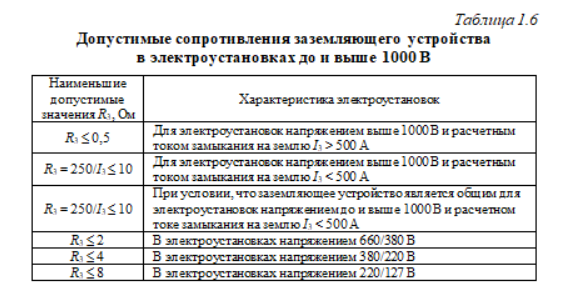 Таблица 1.6
Допустимые сопротивления заземляющего устройства
в электроустановках до и выше 1000 В
Наименьшие
допустимые
значения Rз, Ом
Характеристика электроустановок
Rз ≤ 0,5
Для электроустановок напряжением выше 1000 В и расчетным
током замыкания на землю Iз > 500 А
Rз = 250/Iз ≤ 10
Для электроустановок напряжением выше 1000 В и расчетным
током замыкания на землю Iз < 500 А
Rз = 250/Iз ≤ 10
При условии, что заземляющее устройство является общим для
электроустановок напряжением до и выше 1000 В и расчетном
токе замыкания на землю Iз < 500 А
Rз ≤ 2
В электроустановках напряжением 660/380 В
Rз ≤ 4
В электроустановках напряжением 380/220 В
Rз ≤ 8
В электроустановках напряжением 220/127 В